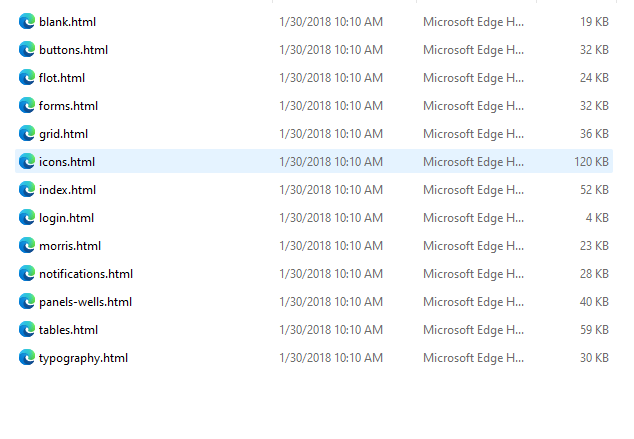 blank.html 1/30/2018 10:10 AM Microsoft Edge H... 19 KB
buttons.html 1/30/2018 10:10 AM Microsoft Edge H... 32 KB
flot.html 1/30/2018 10:10 AM Microsoft Edge H... 24 KB
forms.html 1/30/2018 10:10 AM Microsoft Edge H... 32 KB
grid.html 1/30/2018 10:10 AM Microsoft Edge H... 36 KB
icons.html 1/30/2018 10:10 AM Microsoft Edge H... 120 KB
index.html 1/30/2018 10:10 AM Microsoft Edge H... 52 KB
login.html 1/30/2018 10:10 AM Microsoft Edge H... 4 KB
morris.html 1/30/2018 10:10 AM Microsoft Edge H... 23 KB
notifications.html 1/30/2018 10:10 AM Microsoft Edge H... 28 KB
panels-wells.html 1/30/2018 10:10 AM Microsoft Edge H... 40 KB
tables.html 1/30/2018 10:10 AM Microsoft Edge H... 59 KB
typography.html 1/30/2018 10:10 AM Microsoft Edge H... 30 KB